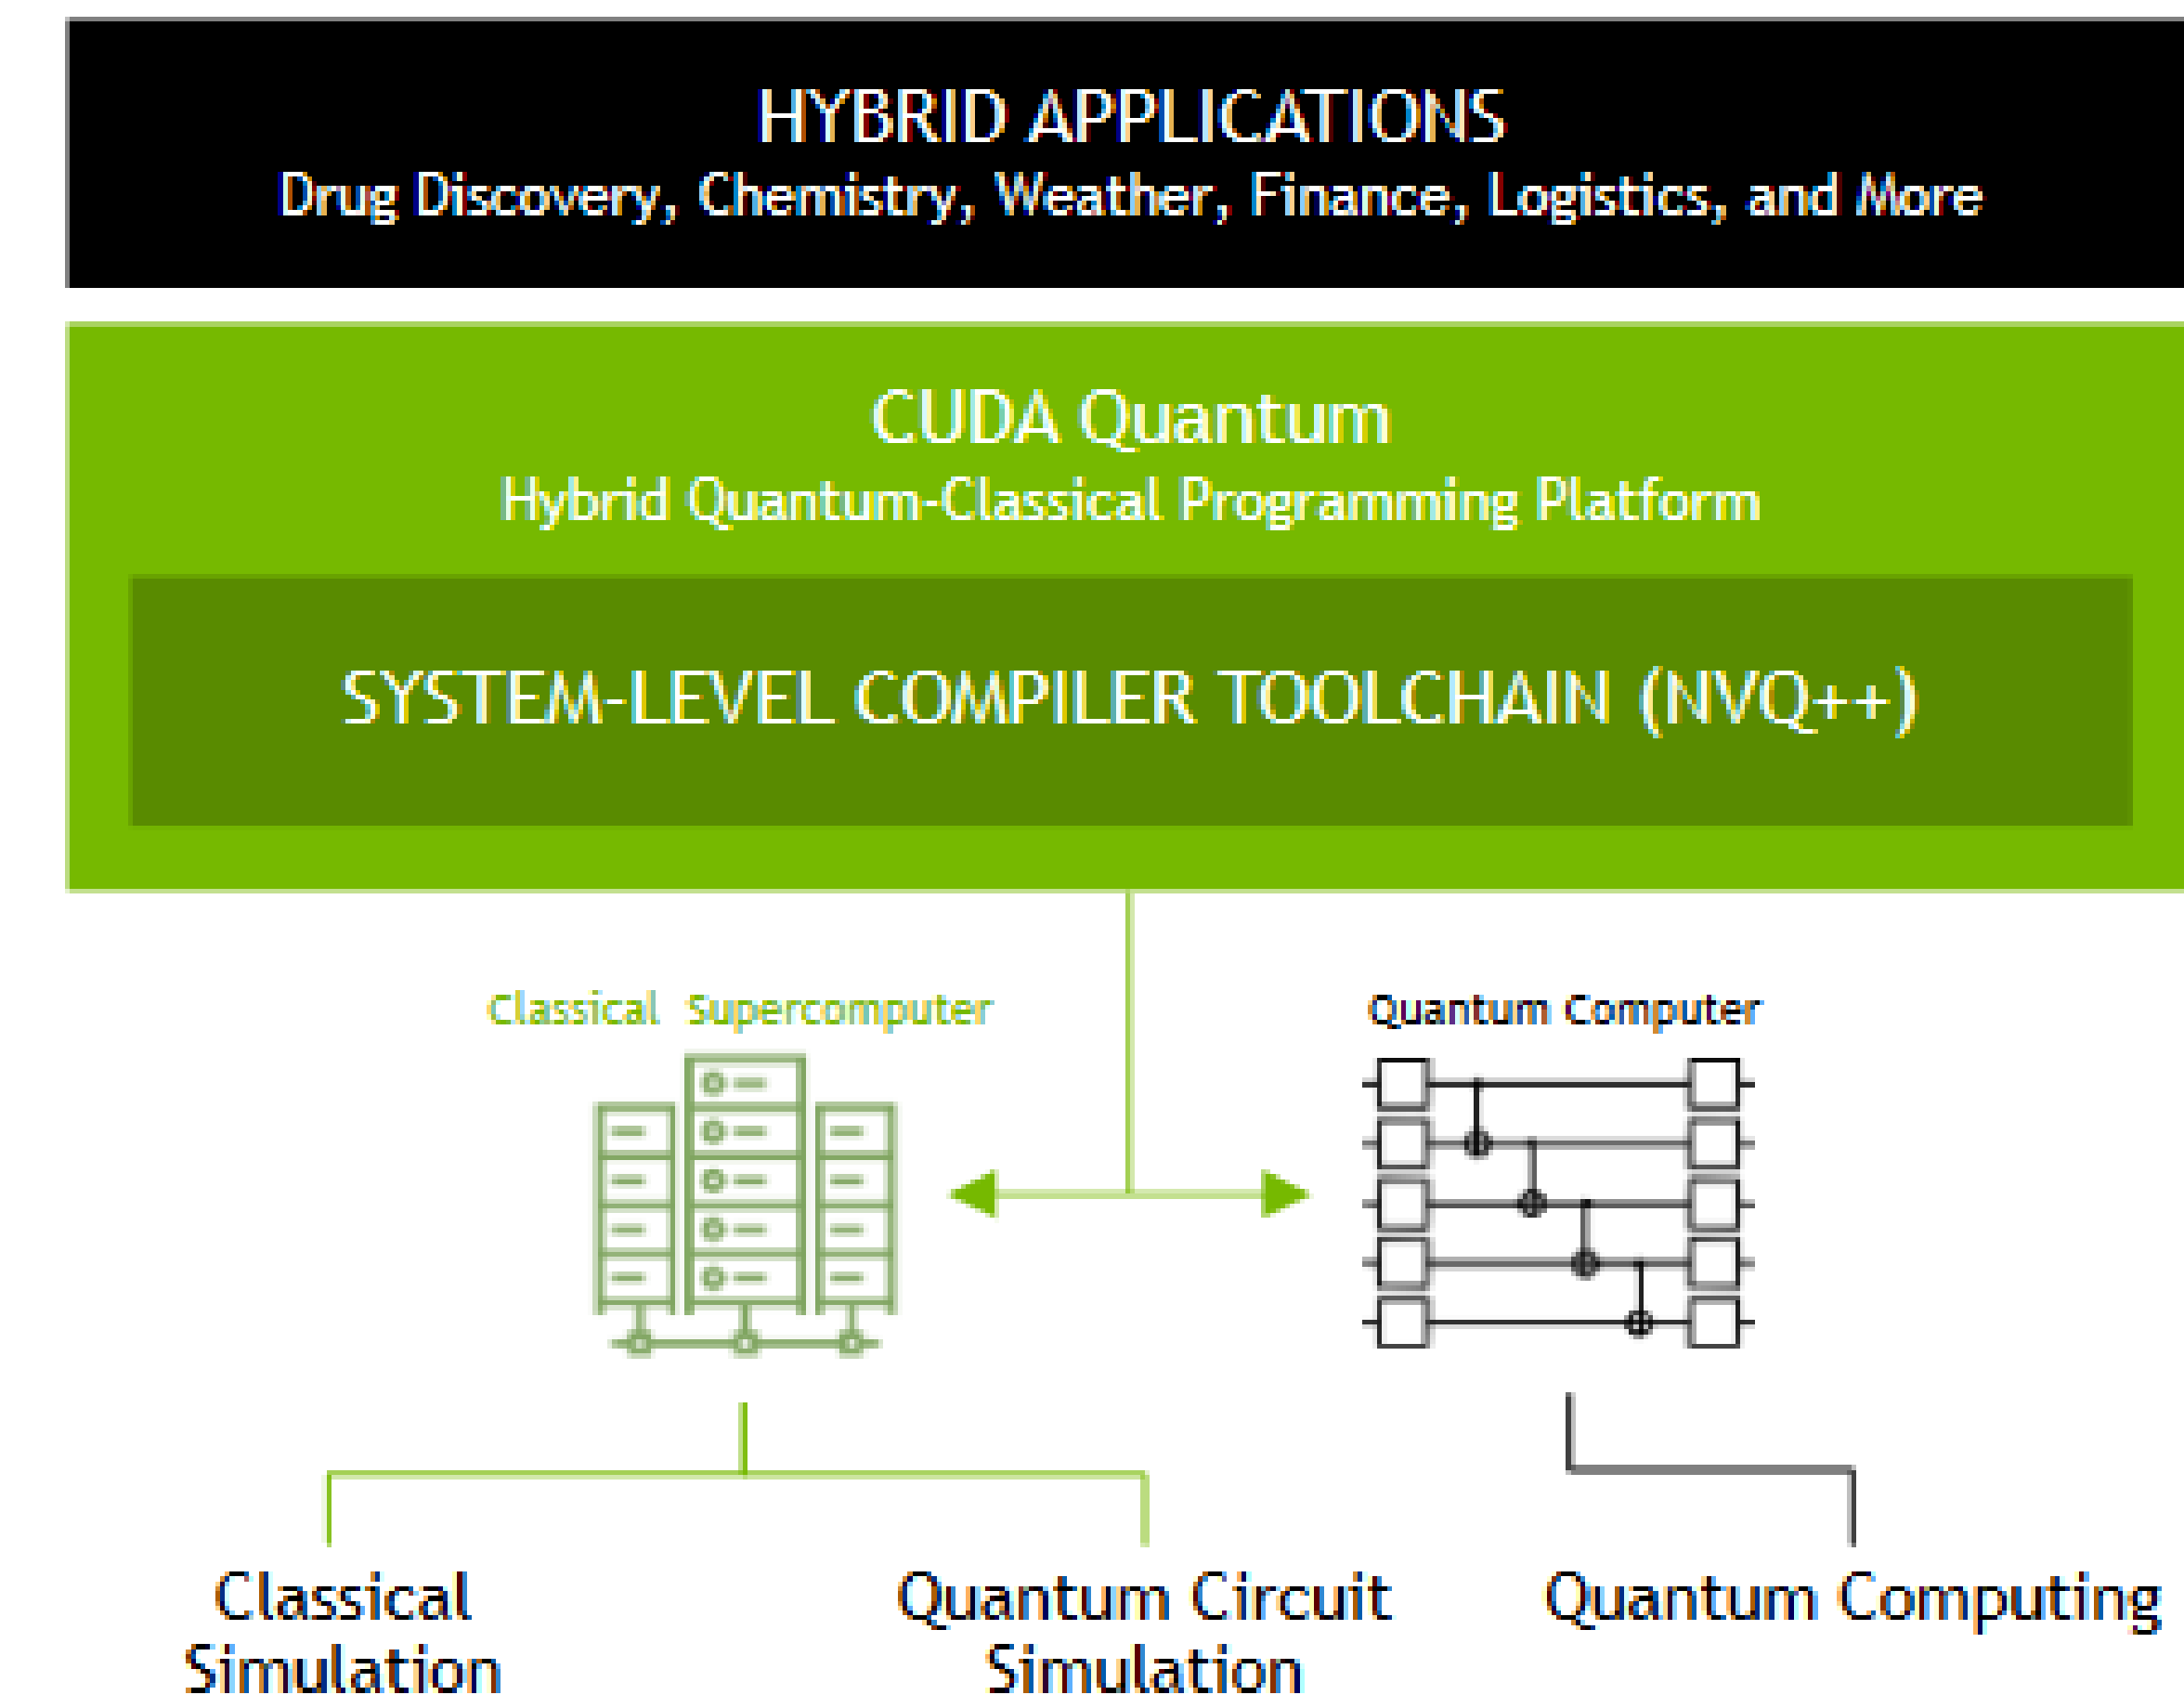 HYBRID APPLICATIONS
Drug Discovery, Chemistry, Weather, Finance, Logistics, and More
CUDA Quantum
Hybrid Quantum-Classical Programming Platform
SYSTEM-LEVEL COMPILER TOOLCHAIN (NVQ++)
Classical Supercomputer
Quantum Computer
Classical
Simulation
Quantum Circuit
Simulation
Quantum Computing